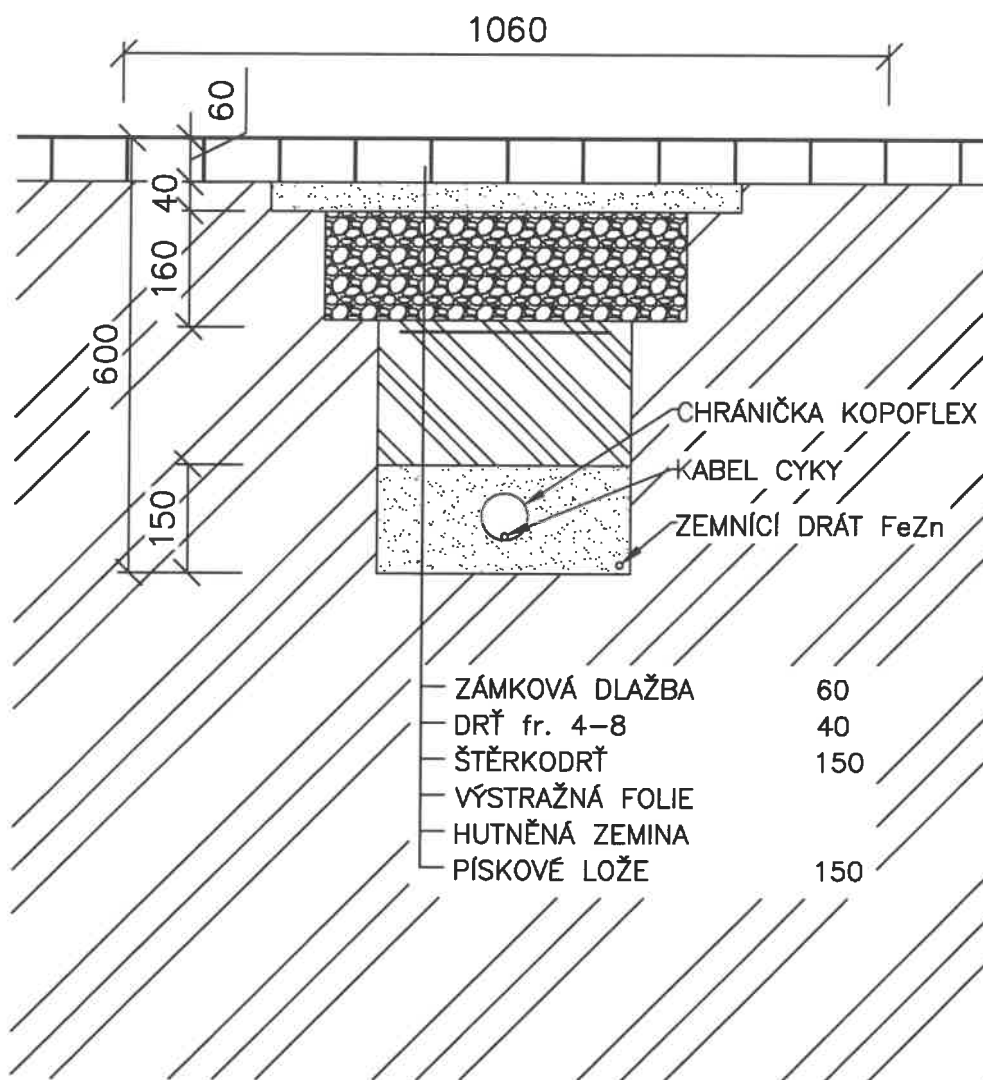 1060
60
40
160
600
150
CHRÁNIČKA KOPOFLEX
KABEL CYKY
ZEMNÍCÍ DRÁT FeZn
ZÁMKOVÁ DLAŽBA 60
DRŤ fr. 4-8 40
ŠTĚRKODRŤ 150
VÝSTRAŽNÁ FOLIE
HUTNĚNÁ ZEMINA
PÍSKOVÉ LOŽE 150